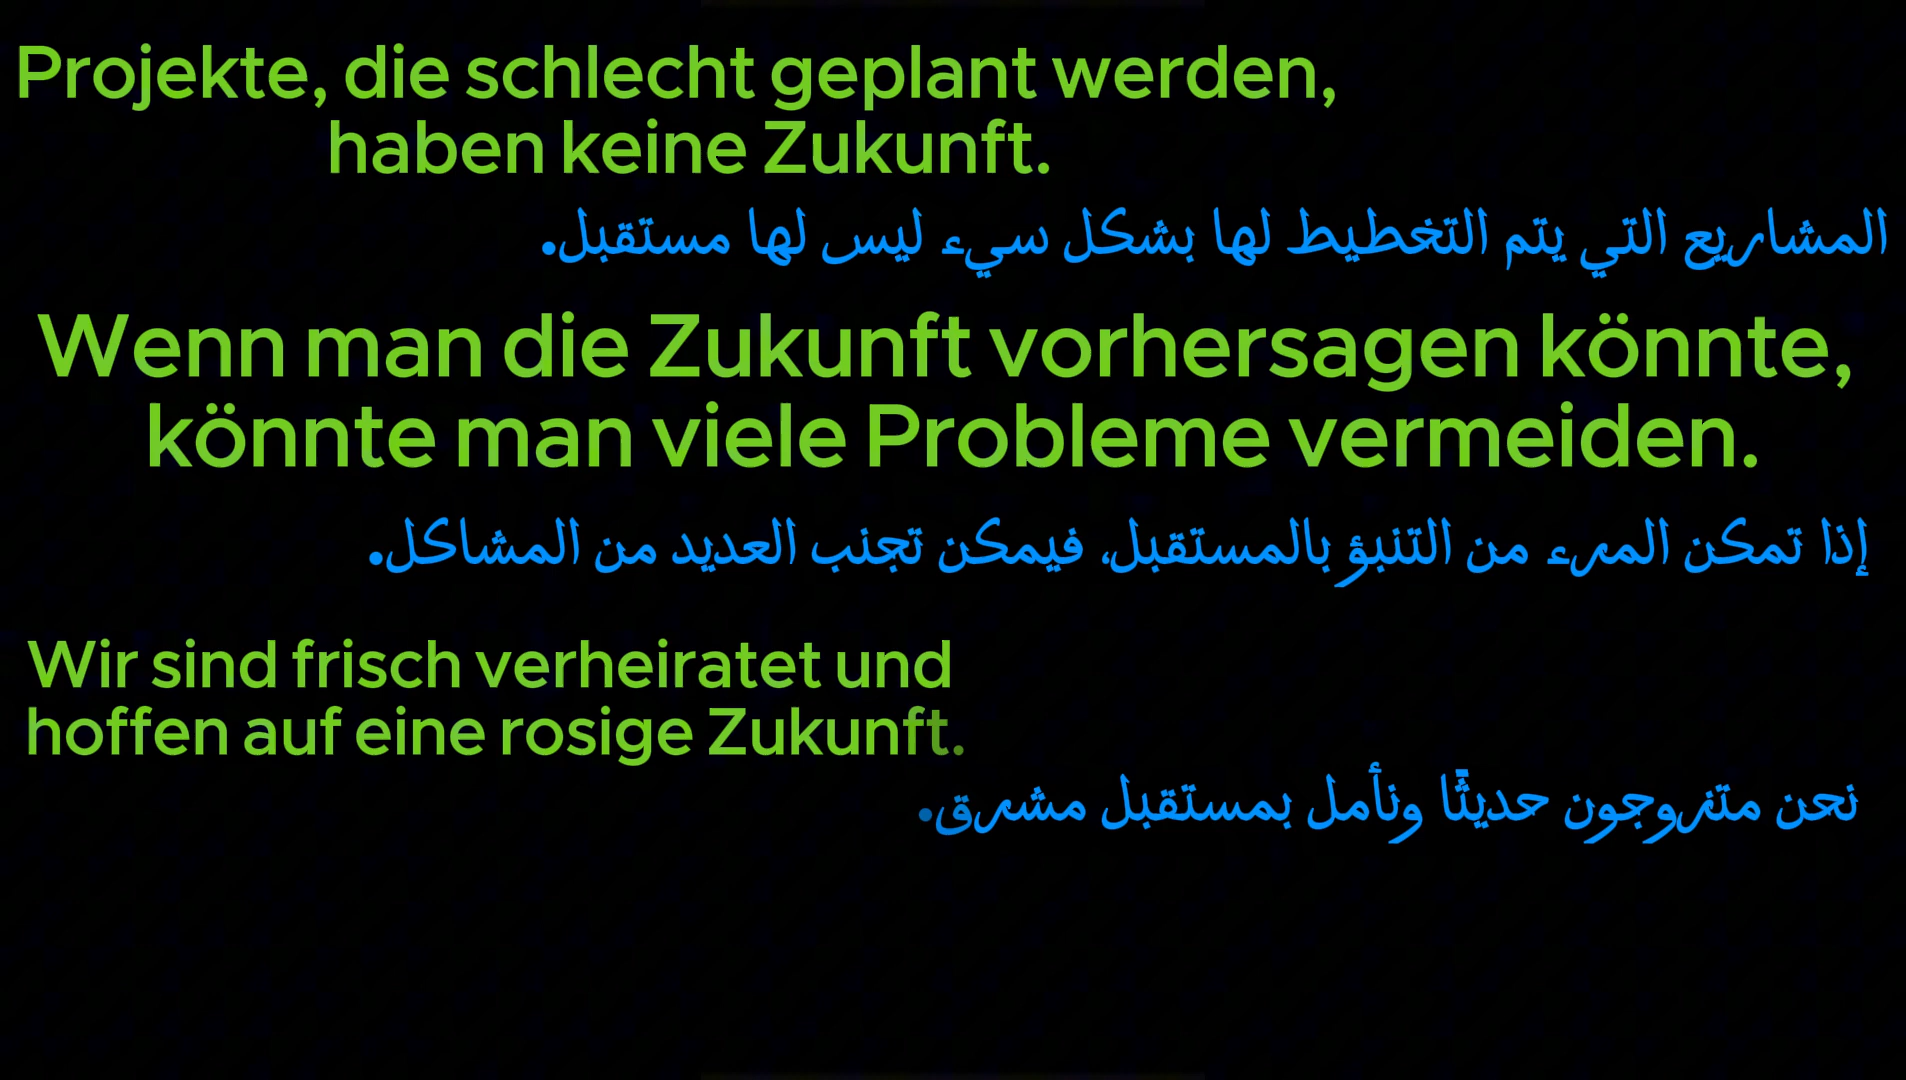 Projekte, die schlecht geplant werden,
haben keine Zukunft.
المشاريع التي يتم التخطيط لها بشكل سيء ليس لها مستقبل.
Wenn man die Zukunft vorhersagen könnte,
könnte man viele Probleme vermeiden.
إذا تمكن المرء من التنبؤ بالمستقبل، فيمكن تجنب العديد من المشاكل.
Wir sind frisch verheiratet und
hoffen auf eine rosige Zukunft.
نحن متزوجون حديثًا ونأمل بمستقبل مشرق.